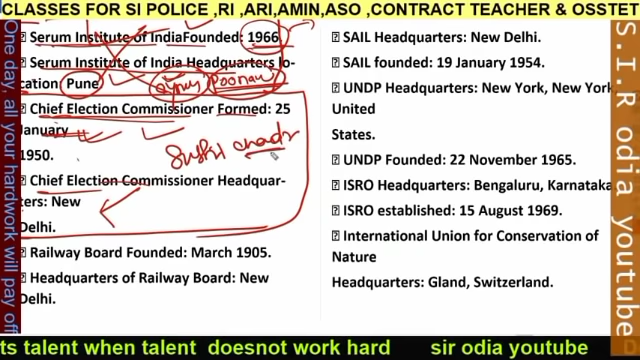 CLASSES FOR SI POLICE ,RI ,ARI,AMIN,ASO ,CONTRACT TEACHER & OSSTET
Serum Institute of IndiaFounded: 1966
Serum Institute of India Headquarters lo-
cation Pune
Poonaw
Chief Election Commissioner Formed: 25
January
1950.
Chief Election Commissioner Headquar-
ters: New
Delhi.
Railway Board Founded: March 1905.
Headquarters of Railway Board: New
Delhi.
SAIL Headquarters: New Delhi.
SAIL founded: 19 January 1954.
UNDP Headquarters: New York, New York
United
States.
UNDP Founded: 22 November 1965.
ISRO Headquarters: Bengaluru, Karnataka
ISRO established: 15 August 1969.
International Union for Conservation of
Nature
Headquarters: Gland, Switzerland.
One day, all your hardwork will pay off
S.I.R odia youtube
ts talent when talent doesnot work hard sir odia youtube